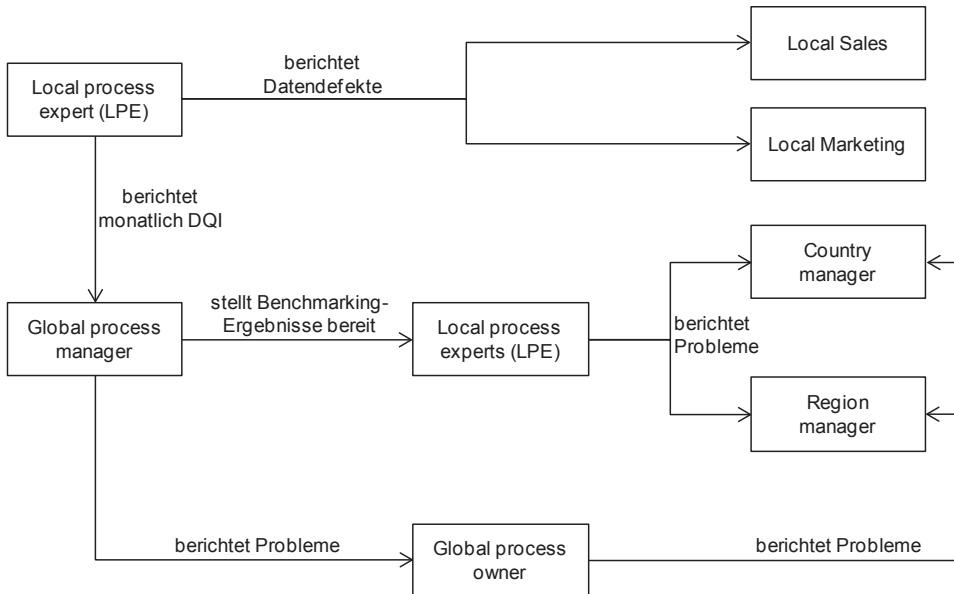 berichtet
Datendefekte
Local Sales
Local process
expert (LPE)
Local Marketing
berichtet
monatlich DQI
Country
manager
stellt Benchmarking-
Ergebnisse bereit
Global process
manager
Local process
experts (LPE)
berichtet
Probleme
Region
manager
berichtet Probleme
Global process
owner
berichtet Probleme